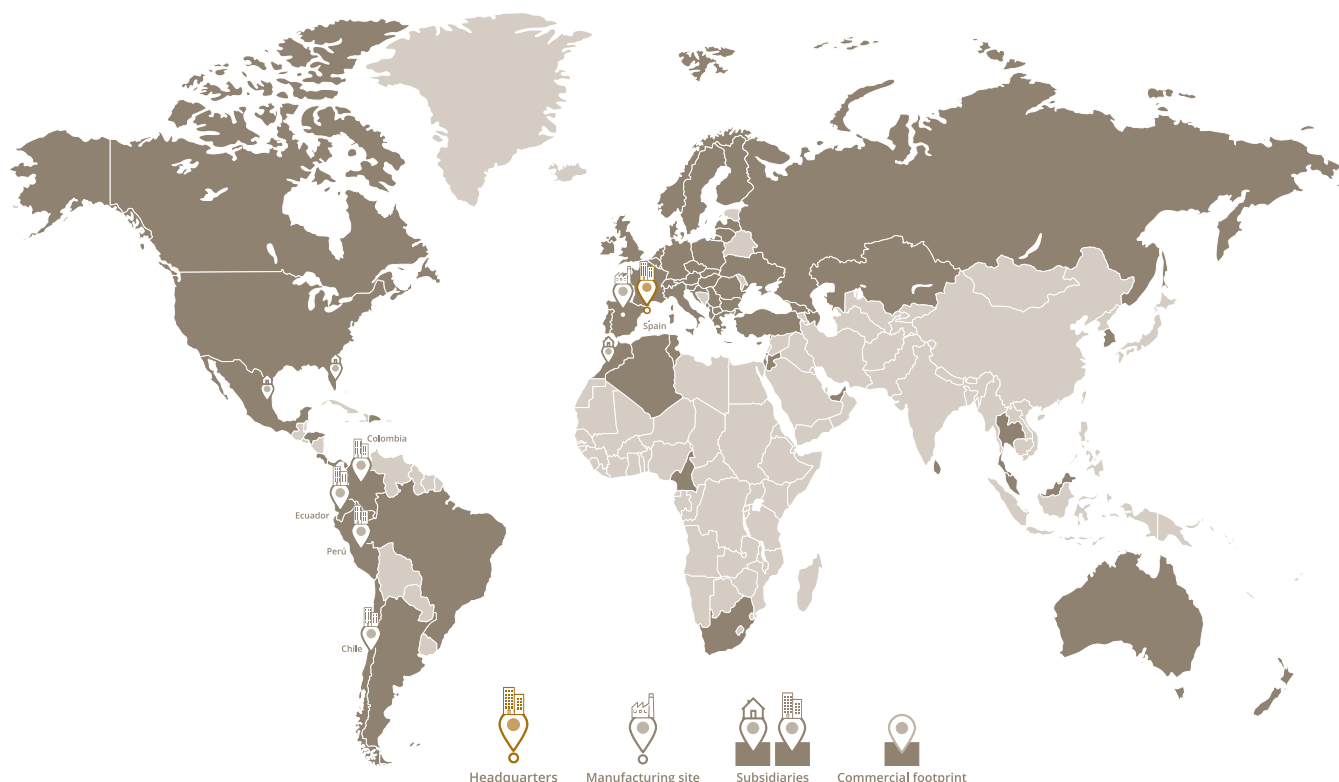 Spain
Colombia
Ecuador
Perú
Chile
Headquarters
Manufacturing site
Subsidiaries
Commercial footprint